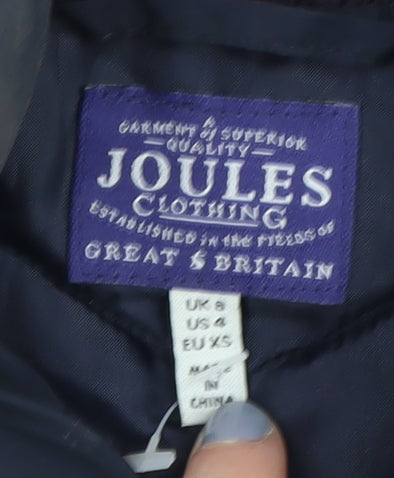 A
GARMENT of SUPERIOR
QUALITY
JOULES
CLOTHING
ESTABLISHED IN THE FIELDS OF
GREAT BRITAIN
UK 8
US 4
EU XS
MADE
IN
CHINA